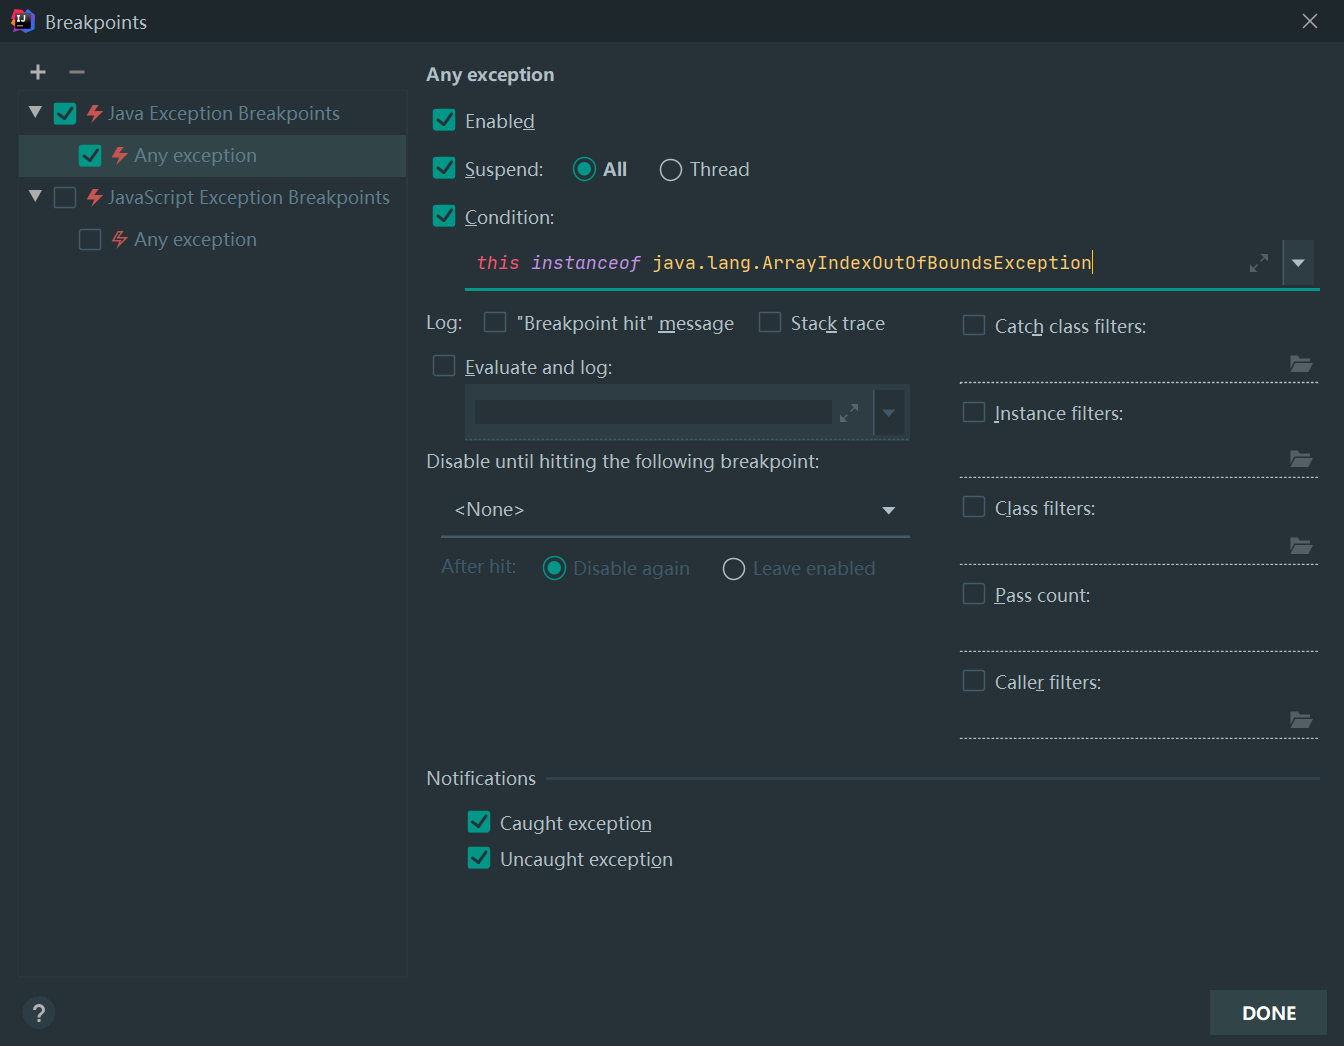 Breakpoints
Java Exception Breakpoints
Any exception
JavaScript Exception Breakpoints
Any exception
Any exception
Enabled
Suspend: All Thread
Condition:
this instanceof java.lang.ArrayIndexOutOfBoundsException
Log: "Breakpoint hit" message Stack trace
Evaluate and log:
Disable until hitting the following breakpoint:
<None>
After hit: Disable again Leave enabled
Catch class filters:
Instance filters:
Class filters:
Pass count:
Caller filters:
Notifications
Caught exception
Uncaught exception
?
DONE